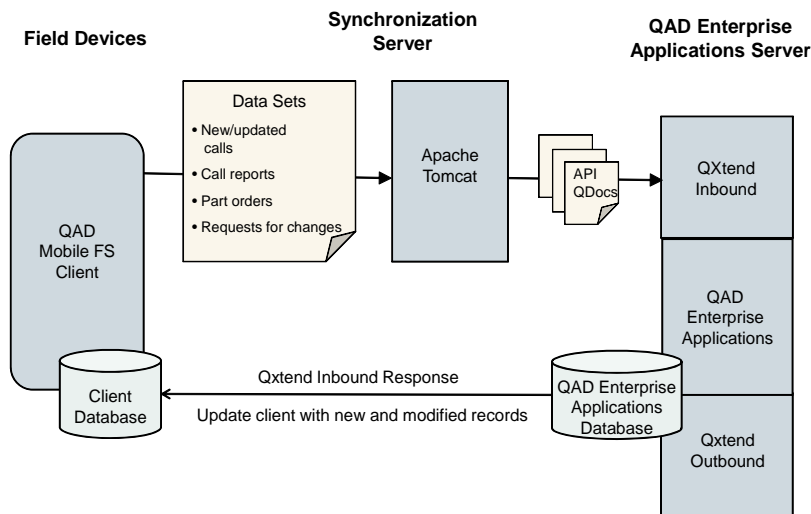 Field Devices
Synchronization
Server
QAD Enterprise
Applications Server
Data Sets
• New/updated
calls
• Call reports
• Part orders
• Requests for changes
Apache
Tomcat
API
QDocs
QXtend
Inbound
QAD
Mobile FS
Client
QAD
Enterprise
Applications
Client
Database
Qxtend Inbound Response
Update client with new and modified records
QAD Enterprise
Applications
Database
Qxtend
Outbound